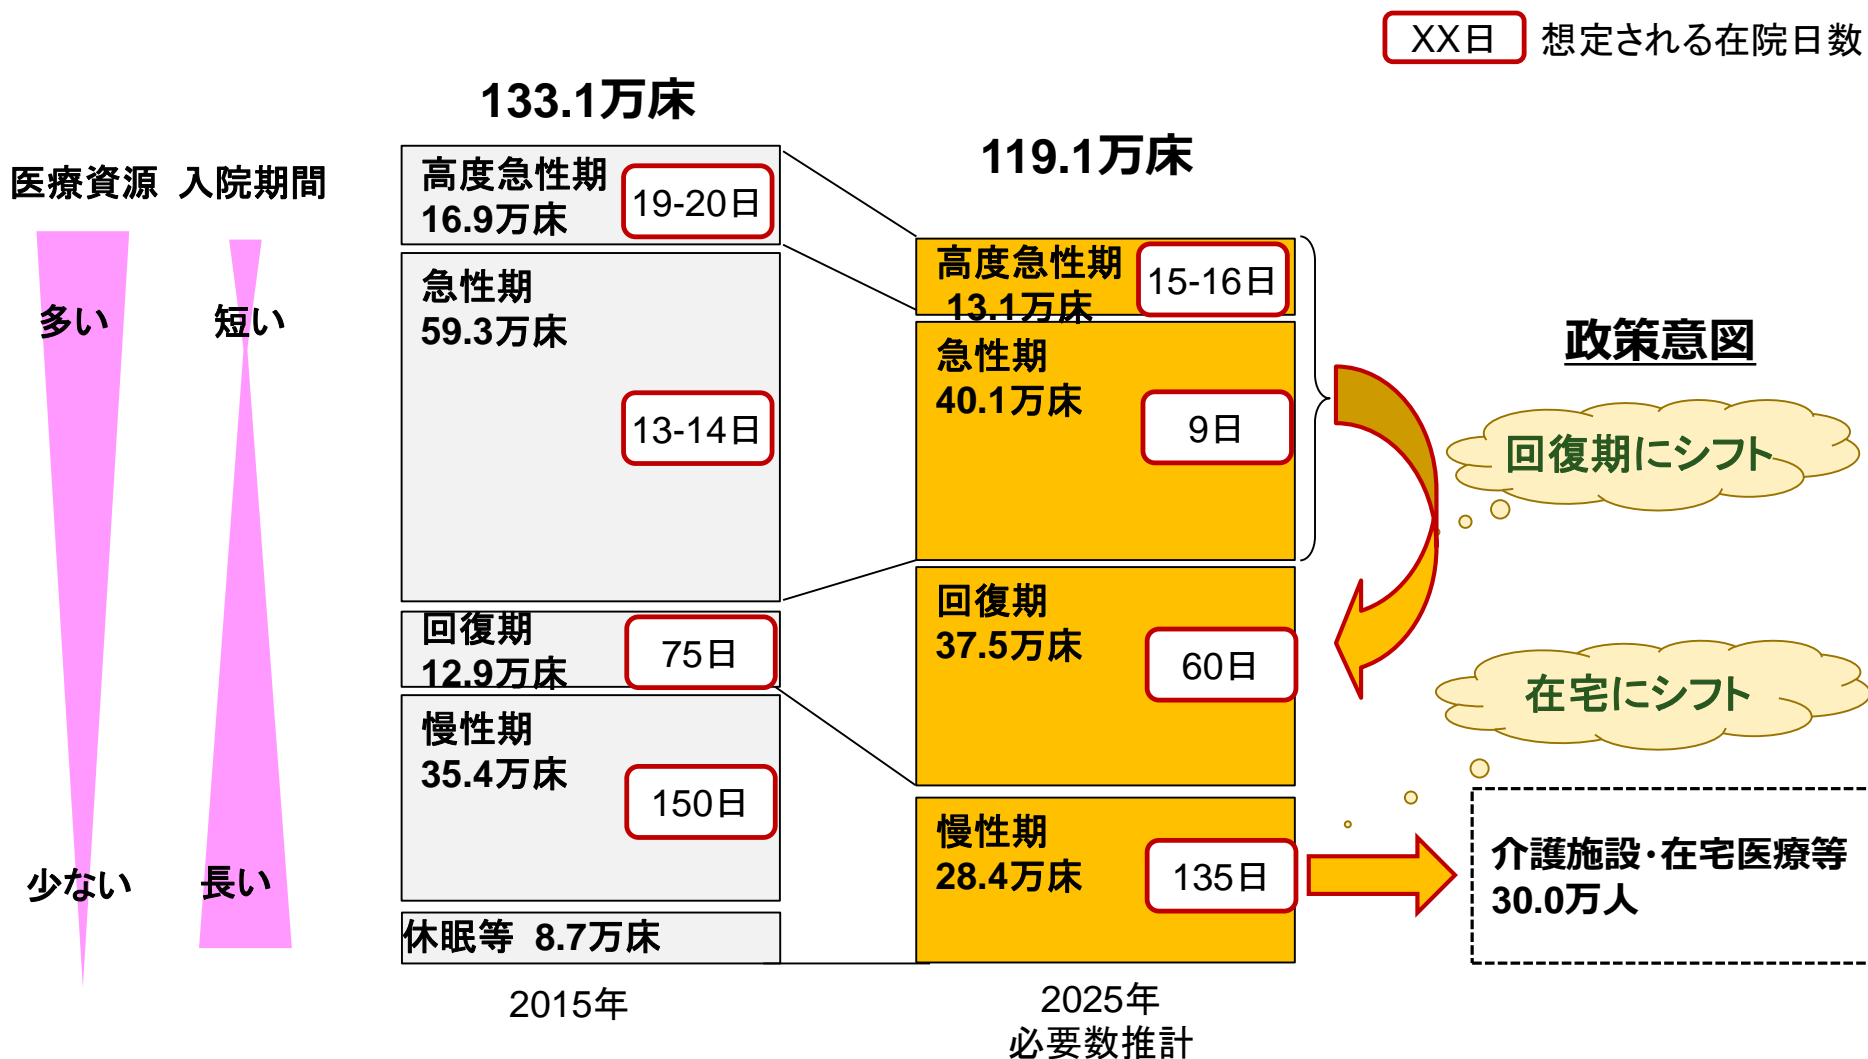 XX日 想定される在院日数
133.1万床
119.1万床
医療資源 入院期間
多い 短い
少ない 長い
高度急性期
16.9万床
19-20日
急性期
59.3万床
13-14日
回復期
12.9万床
75日
慢性期
35.4万床
150日
休眠等 8.7万床
2015年
高度急性期
13.1万床
15-16日
急性期
40.1万床
9日
回復期
37.5万床
60日
慢性期
28.4万床
135日
2025年
必要数推計
政策意図
回復期にシフト
在宅にシフト
介護施設・在宅医療等
30.0万人